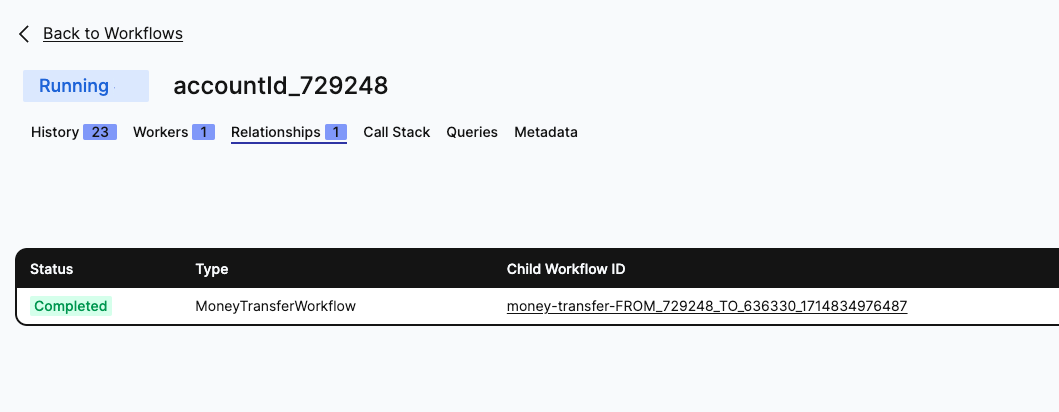 Back to Workflows
Running accountId_729248
History 23 Workers 1 Relationships 1 Call Stack Queries Metadata
Status Type Child Workflow ID
Completed MoneyTransferWorkflow money-transfer-FROM_729248_TO_636330_1714834976487